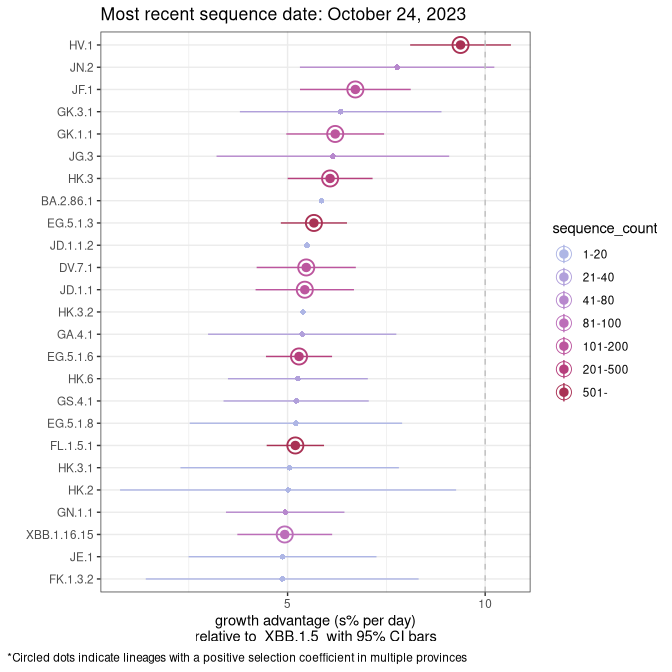 Most recent sequence date: October 24, 2023
HV.1
JN.2
JF.1
GK.3.1
GK.1.1
JG.3
HK.3
BA.2.86.1
EG.5.1.3
JD.1.1.2
DV.7.1
JD.1.1
HK.3.2
GA.4.1
EG.5.1.6
HK.6
GS.4.1
EG.5.1.8
FL.1.5.1
HK.3.1
HK.2
GN.1.1
XBB.1.16.15
JE.1
FK.1.3.2
5 10
growth advantage (s% per day)
relative to XBB.1.5 with 95% CI bars
sequence_count
1-20
21-40
41-80
81-100
101-200
201-500
501-
*Circled dots indicate lineages with a positive selection coefficient in multiple provinces